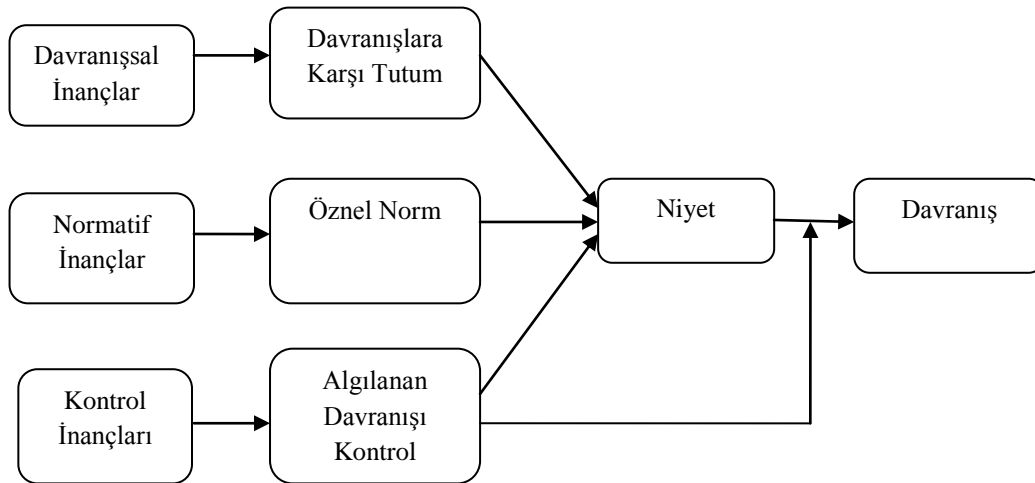 Davranışsal
İnançlar
Davranışlara
Karşı Tutum
Normatif
İnançlar
Öznel Norm
Niyet
Davranış
Kontrol
İnançları
Algılanan
Davranışı
Kontrol